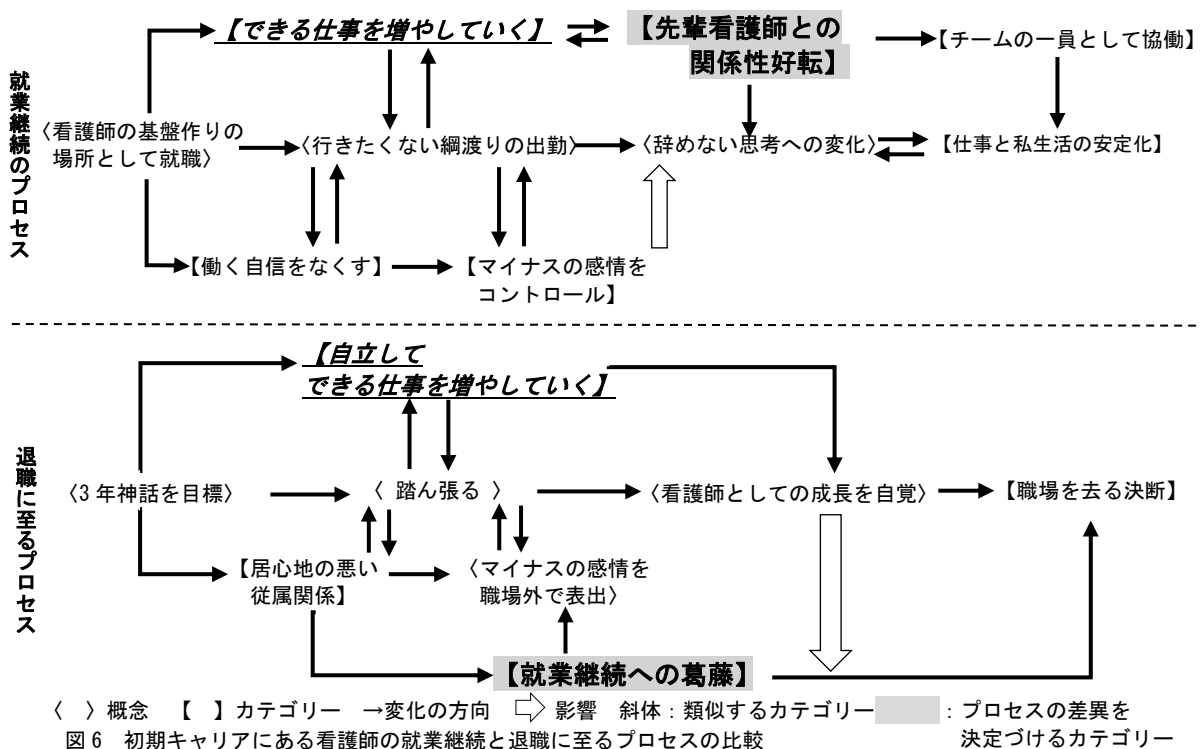 就業継続のプロセス
【できる仕事を増やしていく】
【先輩看護師との
関係性好転】
【チームの一員として協働】
〈看護師の基盤作りの
場所として就職〉
〈行きたくない綱渡りの出勤〉
〈辞めない思考への変化〉
【仕事と私生活の安定化】
【働く自信をなくす】
【マイナスの感情を
コントロール】
退職に至るプロセス
【自立して
できる仕事を増やしていく】
〈3年神話を目標〉
〈 踏ん張る 〉
〈看護師としての成長を自覚〉
【職場を去る決断】
【居心地の悪い
従属関係】
〈マイナスの感情を
職場外で表出〉
【就業継続への葛藤】
〈 〉概念 【 】カテゴリー →変化の方向 ⇨ 影響 斜体：類似するカテゴリー ：プロセスの差異を
決定づけるカテゴリー
図6 初期キャリアにある看護師の就業継続と退職に至るプロセスの比較